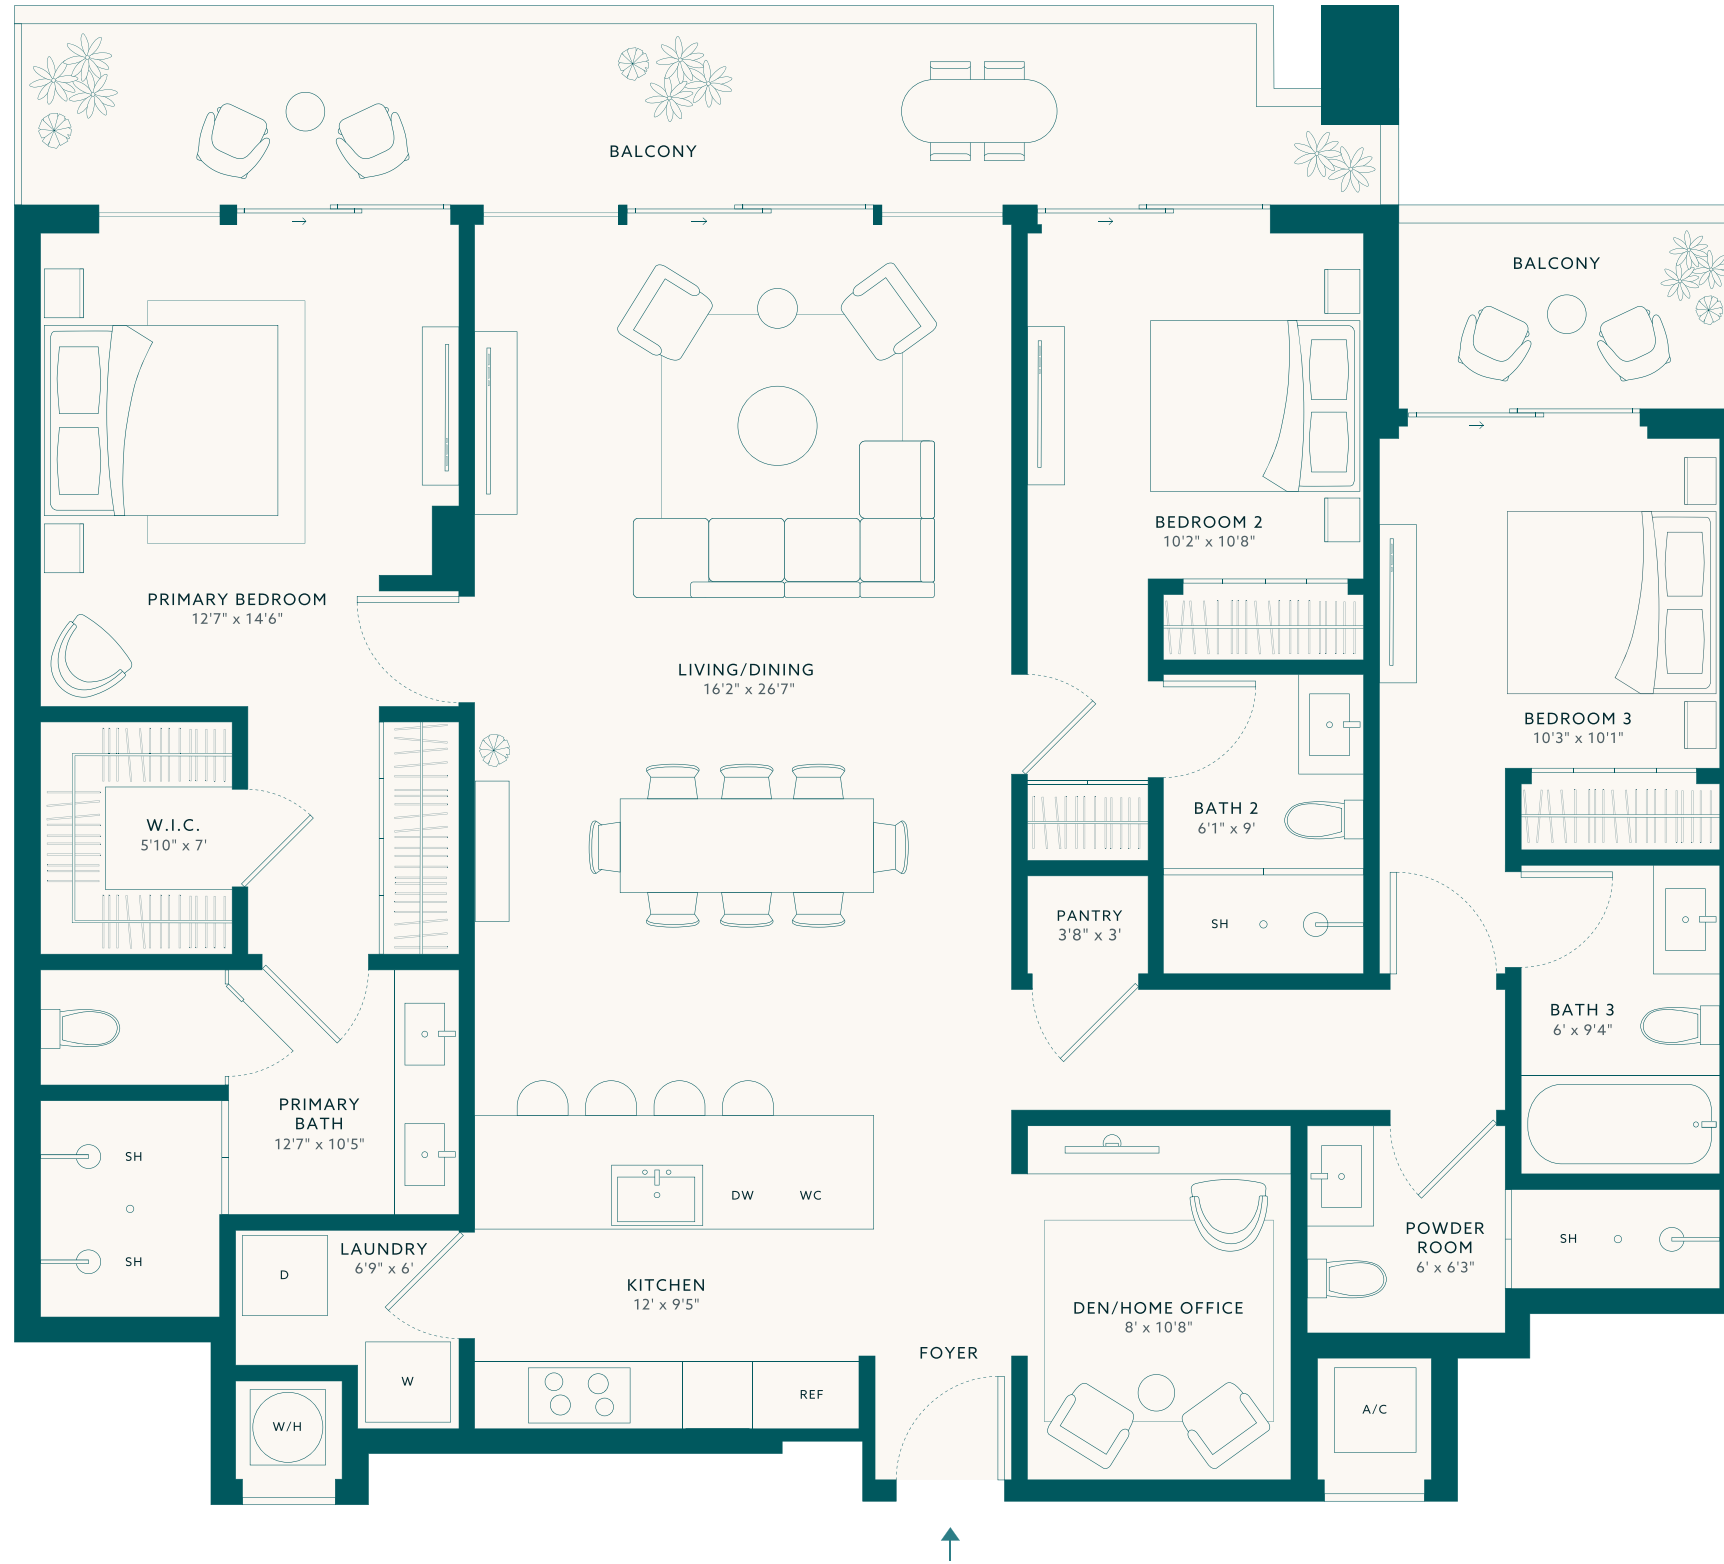 BALCONY
BALCONY
PRIMARY BEDROOM
12'7" x 14'6"
BEDROOM 2
10'2" x 10'8"
LIVING/DINING
16'2" x 26'7"
BEDROOM 3
10'3" x 10'1"
W.I.C.
5'10" x 7'
BATH 2
6'1" x 9'
PANTRY
3'8" x 3'
SH
BATH 3
6' x 9'4"
PRIMARY
BATH
12'7" x 10'5"
SH
SH
DW
WC
LAUNDRY
6'9" x 6'
D
W
W/H
KITCHEN
12' x 9'5"
REF
FOYER
DEN/HOME OFFICE
8' x 10'8"
POWDER
ROOM
6' x 6'3"
SH
A/C